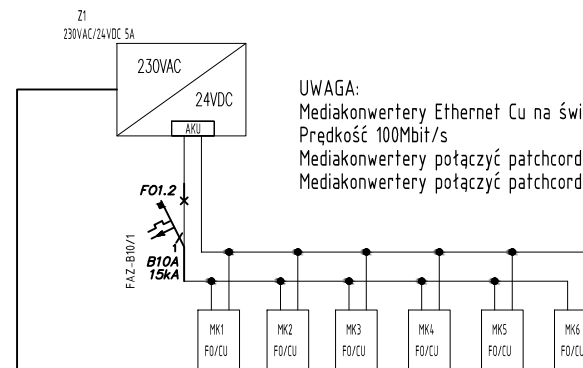 Z1
230VAC/24VDC 5A
230VAC
24VDC
AKU
UWAGA:
Mediakonwertery Ethernet Cu na świ
Prędkość 100Mbit/s
Mediakonwertery połączyć patchcord
Mediakonwertery połączyć patchcord
F01.2
FAZ-B10/1
1
B10A
15kA
MK1
FO/CU
MK2
FO/CU
MK3
FO/CU
MK4
FO/CU
MK5
FO/CU
MK6
FO/CU